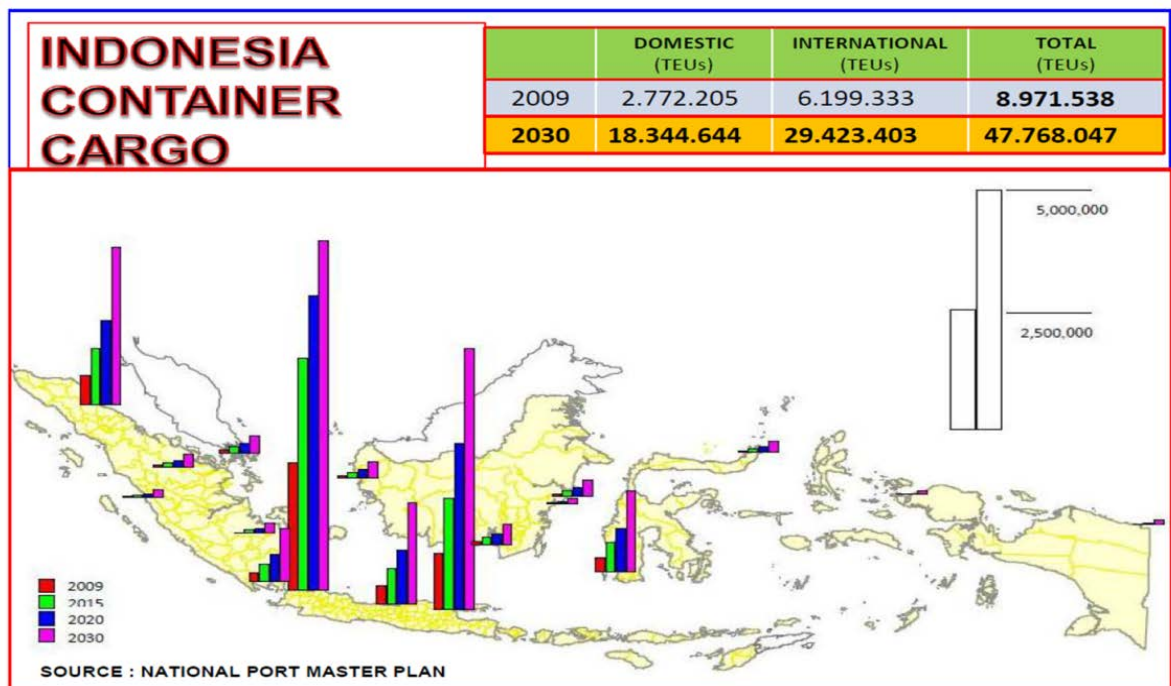 INDONESIA
CONTAINER
CARGO
DOMESTIC INTERNATIONAL TOTAL
(TEUs) (TEUs) (TEUs)
2009 2.772.205 6.199.333 8.971.538
2030 18.344.644 29.423.403 47.768.047
5,000,000
2,500,000
2009
2015
2020
2030
SOURCE : NATIONAL PORT MASTER PLAN